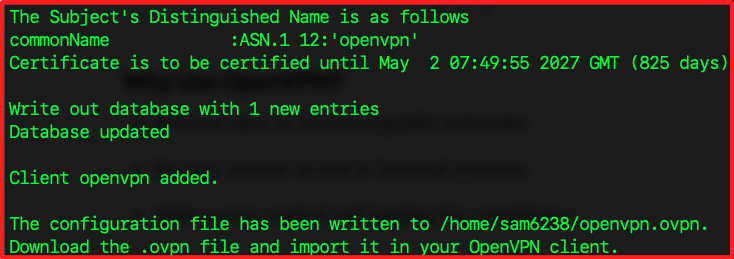 The Subject's Distinguished Name is as follows
commonName            :ASN.1 12:'openvpn'
Certificate is to be certified until May  2 07:49:55 2027 GMT (825 days)
Write out database with 1 new entries
Database updated
Client openvpn added.
The configuration file has been written to /home/sam6238/openvpn.ovpn.
Download the .ovpn file and import it in your OpenVPN client.